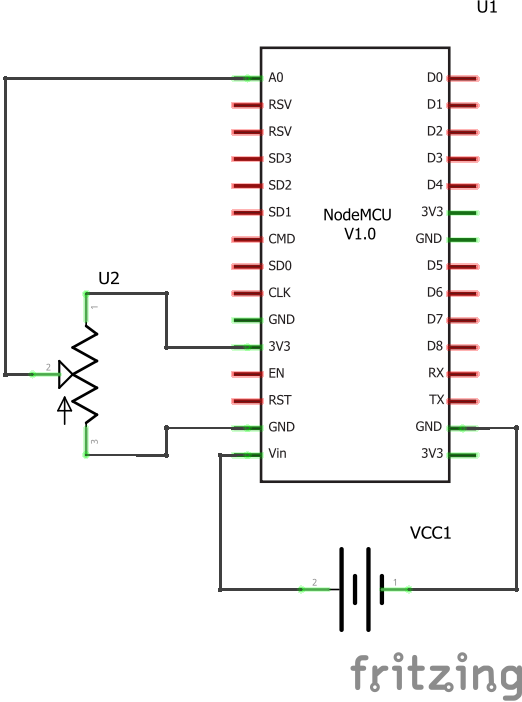 U1
A0 D0
RSV D1
RSV D2
SD3 D3
SD2 D4
SD1 3V3
NodeMCU
V1.0
CMD GND
SD0 D5
U2
CLK D6
1
GND D7
3V3 D8
2
EN RX
RST TX
GND GND
3
Vin 3V3
VCC1
2 1
fritzing